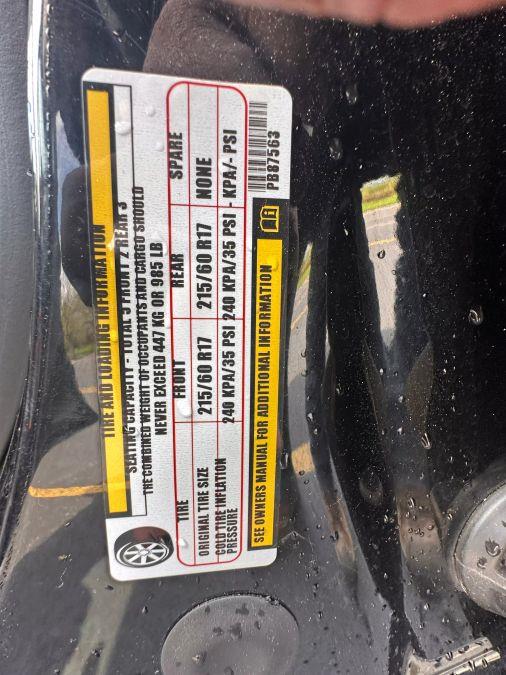 TIRE AND LOADING INFORMATION
SEATING CAPACITY - TOTAL 5 FRONT 2 REAR 3
THE COMBINED WEIGHT OF OCCUPANTS AND CARGO SHOULD
NEVER EXCEED 447 KG OR 985 LB
TIRE FRONT REAR SPARE
ORIGINAL TIRE SIZE 215/60 R17 215/60 R17 NONE
COLD TIRE INFLATION PRESSURE 240 KPA/35 PSI 240 KPA/35 PSI - KPA/- PSI
SEE OWNERS MANUAL FOR ADDITIONAL INFORMATION
PB87563